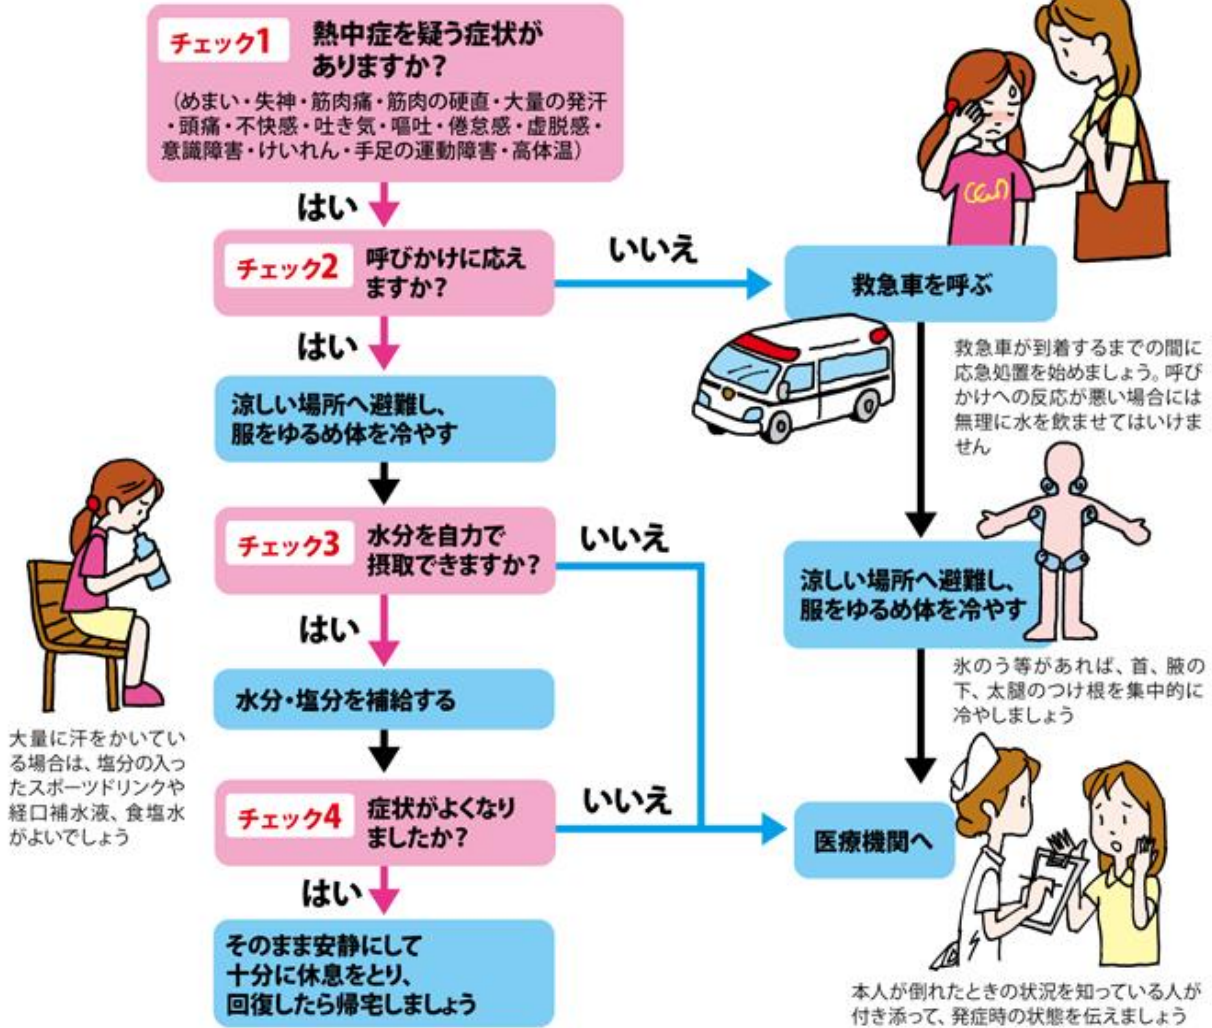 チェック1
熱中症を疑う症状が
ありますか？
（めまい・失神・筋肉痛・筋肉の硬直・大量の発汗
・頭痛・不快感・吐き気・嘔吐・倦怠感・虚脱感・
意識障害・けいれん・手足の運動障害・高体温）
はい
チェック2
呼びかけに応え
ますか？
いいえ
救急車を呼ぶ
救急車が到着するまでの間に
応急処置を始めましょう。呼び
かけへの反応が悪い場合には
無理に水を飲ませてはいけま
せん
はい
涼しい場所へ避難し、
服をゆるめ体を冷やす
チェック3
水分を自力で
摂取できますか？
いいえ
涼しい場所へ避難し、
服をゆるめ体を冷やす
氷のう等があれば、首、腋の
下、太腿のつけ根を集中的に
冷やしましょう
はい
水分・塩分を補給する
大量に汗をかいてい
る場合は、塩分の入っ
たスポーツドリンクや
経口補水液、食塩水
がよいでしょう
チェック4
症状がよくなり
ましたか？
いいえ
医療機関へ
はい
そのまま安静にして
十分に休息をとり、
回復したら帰宅しましょう
本人が倒れたときの状況を知っている人が
付き添って、発症時の状態を伝えましょう